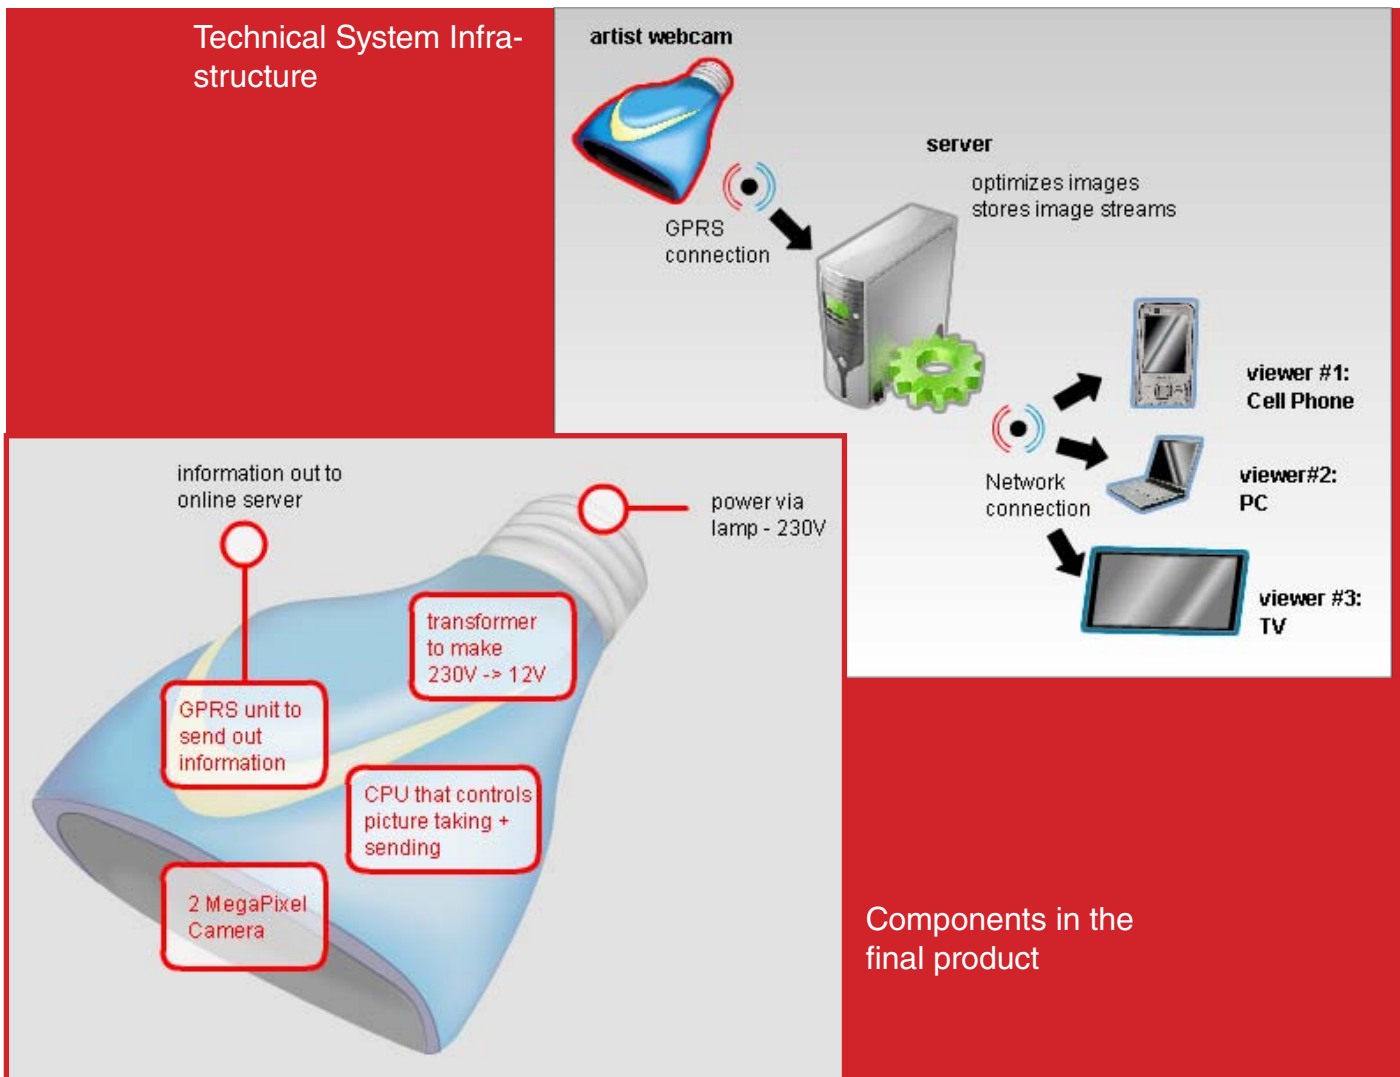 Technical System Infra-
structure
artist webcam
server
optimizes images
stores image streams
GPRS
connection
viewer #1:
Cell Phone
Network
connection
viewer#2:
PC
viewer #3:
TV
information out to
online server
power via
lamp - 230V
transformer
to make
230V -> 12V
GPRS unit to
send out
information
CPU that controls
picture taking +
sending
2 MegaPixel
Camera
Components in the
final product